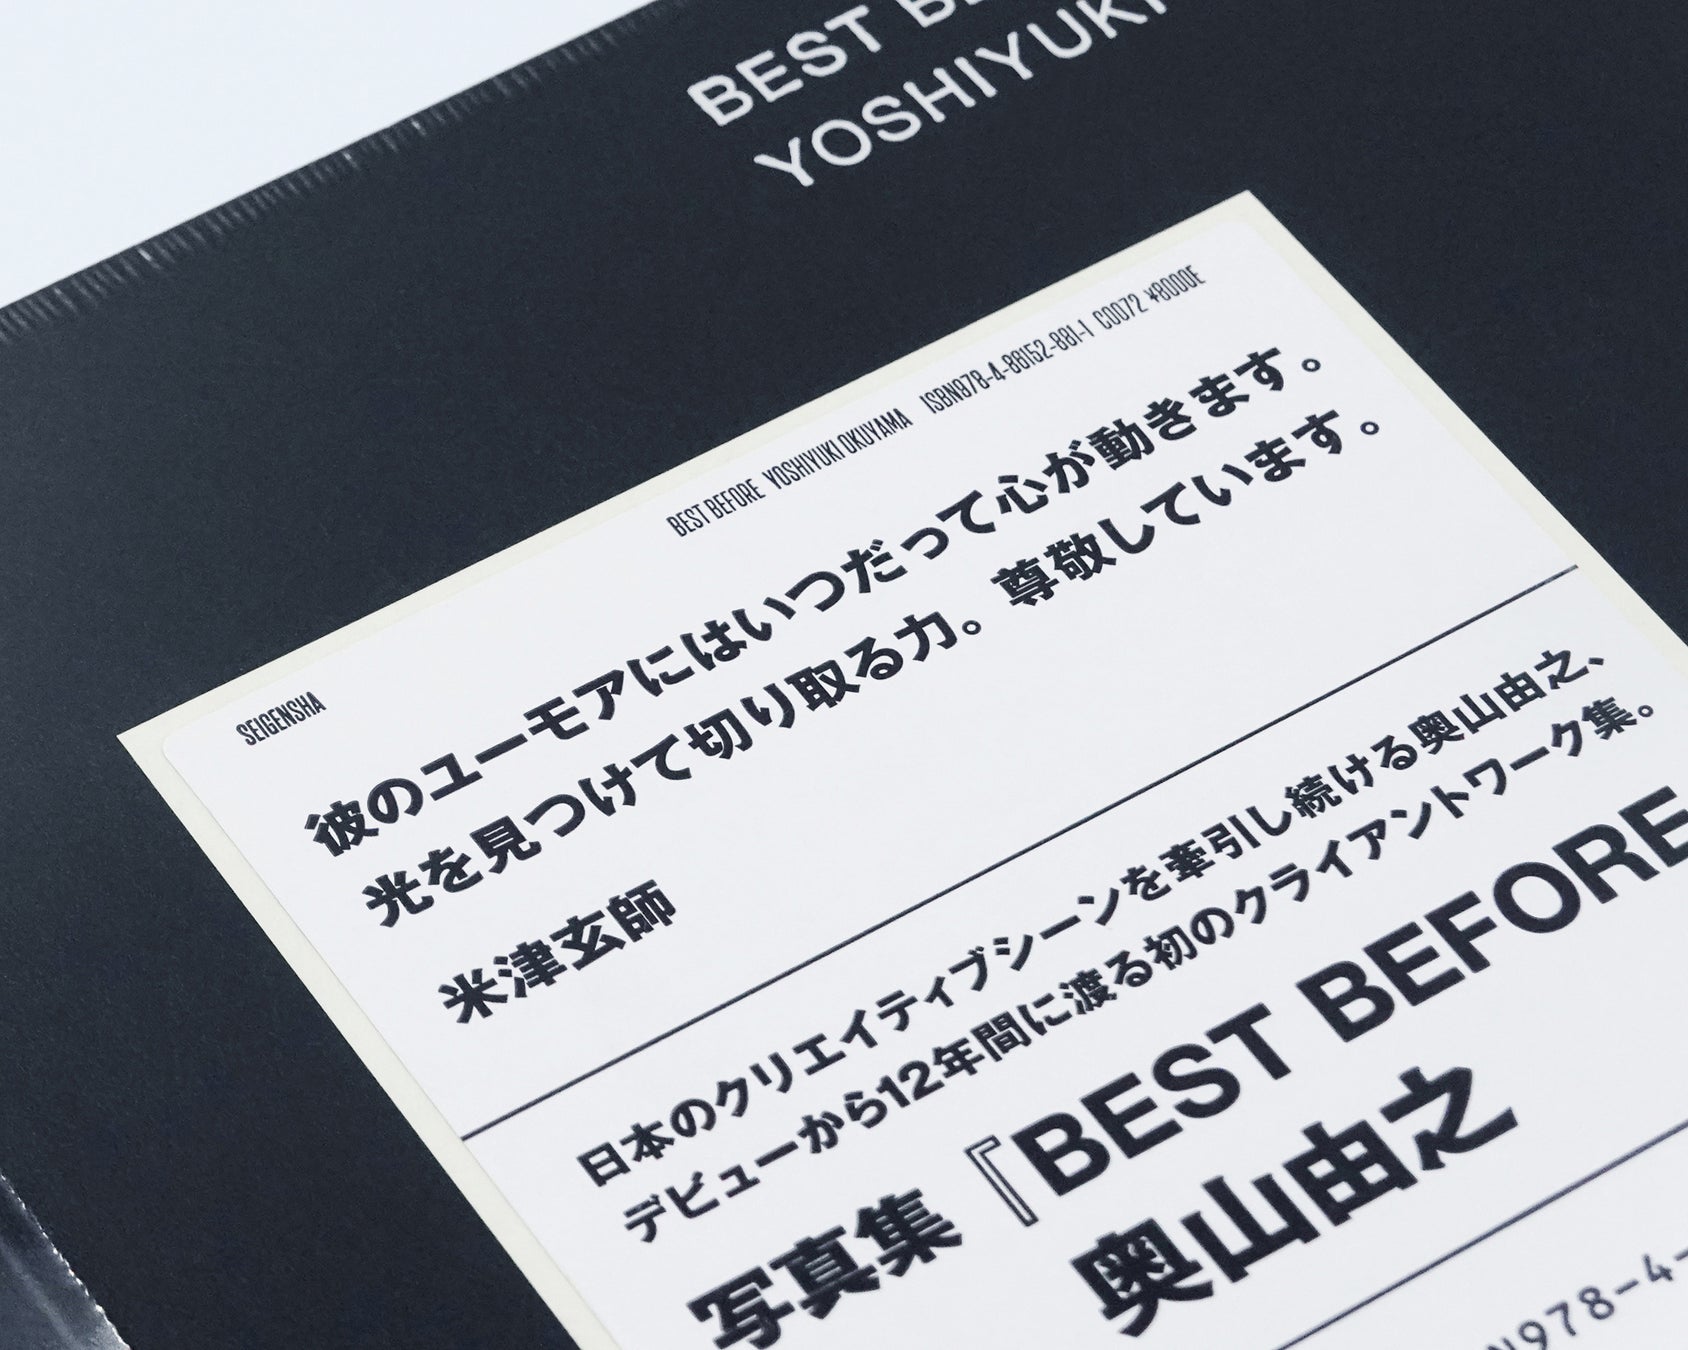 BEST
YOSHIYUKI
SEIGENSHA
BEST BEFORE YOSHIYUKI OKUYAMA ISBN978-4-86152-881-1 C0072 ¥8000E
彼のユーモアにはいつだって心が動きます。
光を見つけて切り取る力。尊敬しています。
米津玄師
日本のクリエイティブシーンを牽引し続ける奥山由之、
デビューから12年間に渡る初のクライアントワーク集。
写真集『BEST BEFORE
奥山由之
N978-4-